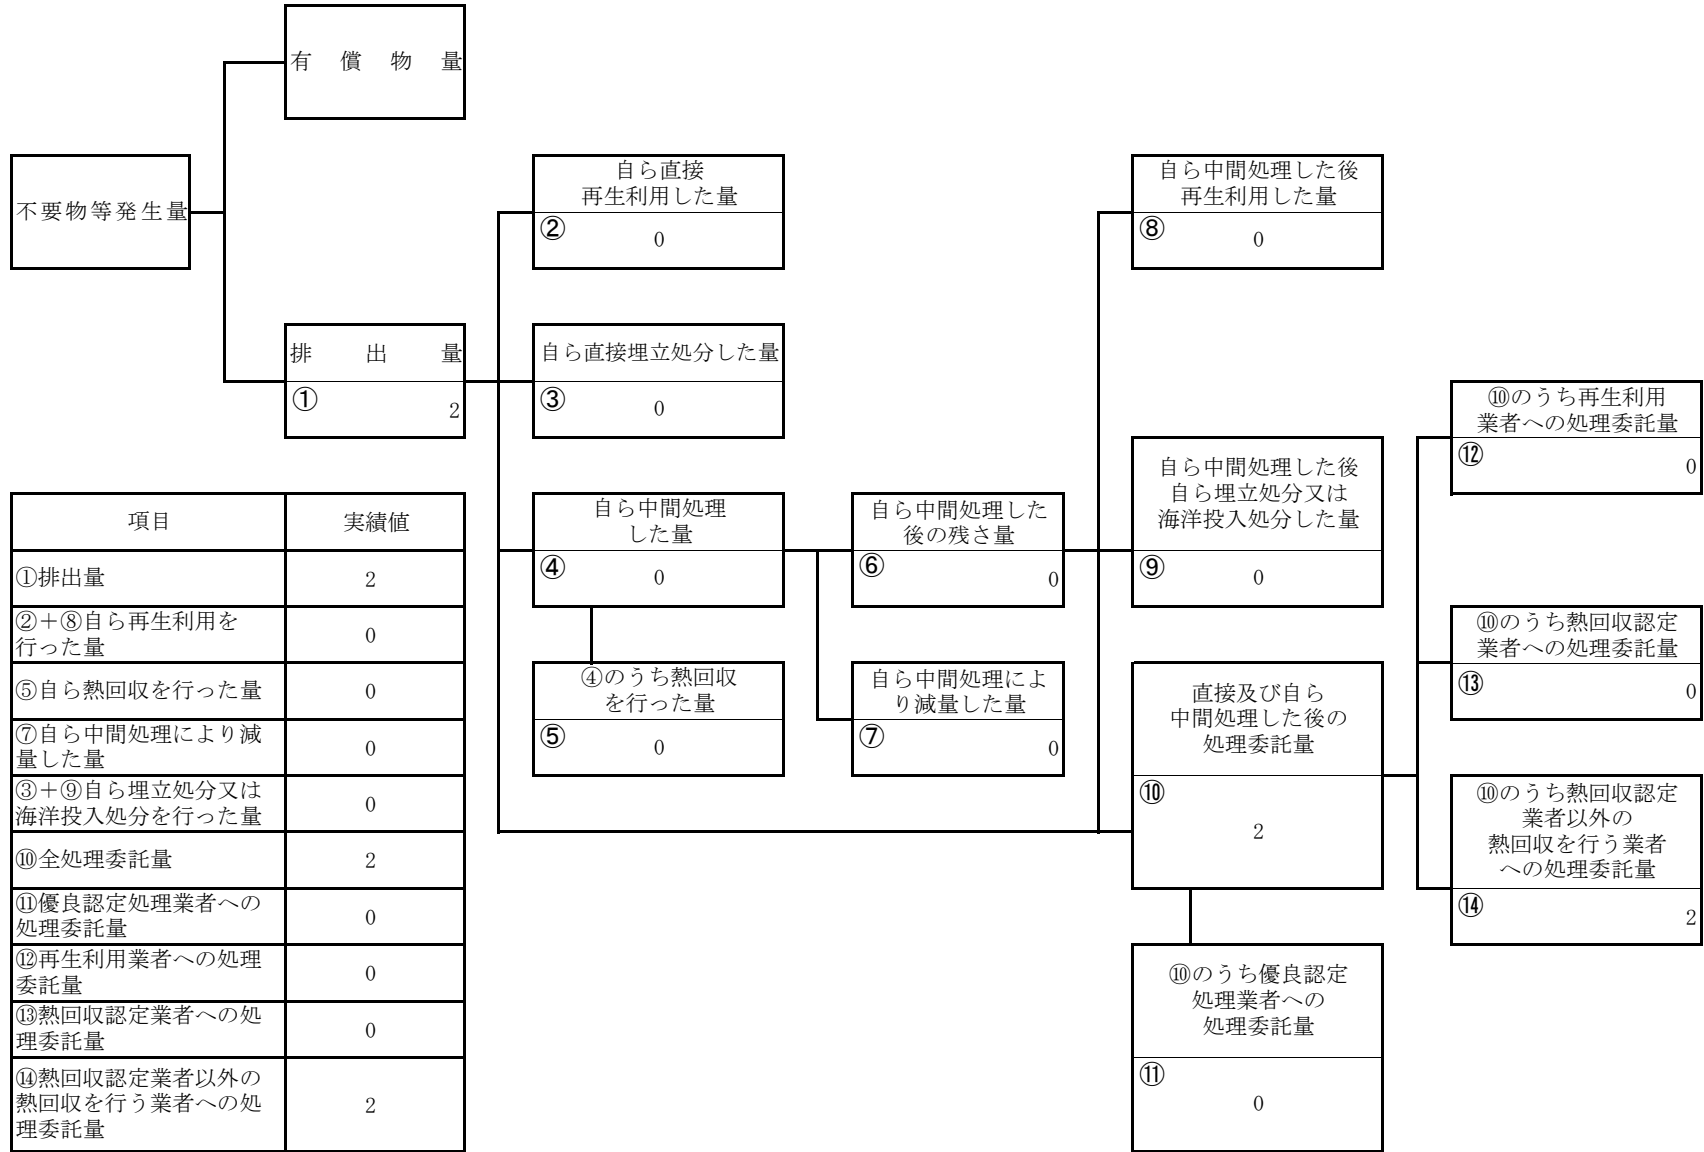 有償物量
不要物等発生量
排出量
①
2
自ら直接
再生利用した量
②
0
自ら直接埋立処分した量
③
0
自ら中間処理
した量
④
0
④のうち熱回収
を行った量
⑤
0
自ら中間処理した
後の残さ量
⑥
0
自ら中間処理によ
り減量した量
⑦
0
自ら中間処理した後
再生利用した量
⑧
0
自ら中間処理した後
自ら埋立処分又は
海洋投入処分した量
⑨
0
直接及び自ら
中間処理した後の
処理委託量
⑩
2
⑩のうち優良認定
処理業者への
処理委託量
⑪
0
⑩のうち再生利用
業者への処理委託量
⑫
0
⑩のうち熱回収認定
業者への処理委託量
⑬
0
⑩のうち熱回収認定
業者以外の
熱回収を行う業者
への処理委託量
⑭
2
項目 実績値
①排出量 2
②＋⑧自ら再生利用を
行った量
0
⑤自ら熱回収を行った量 0
⑦自ら中間処理により減
量した量
0
③＋⑨自ら埋立処分又は
海洋投入処分を行った量
0
⑩全処理委託量 2
⑪優良認定処理業者への
処理委託量
0
⑫再生利用業者への処理
委託量
0
⑬熱回収認定業者への処
理委託量
0
⑭熱回収認定業者以外の
熱回収を行う業者への処
理委託量
2